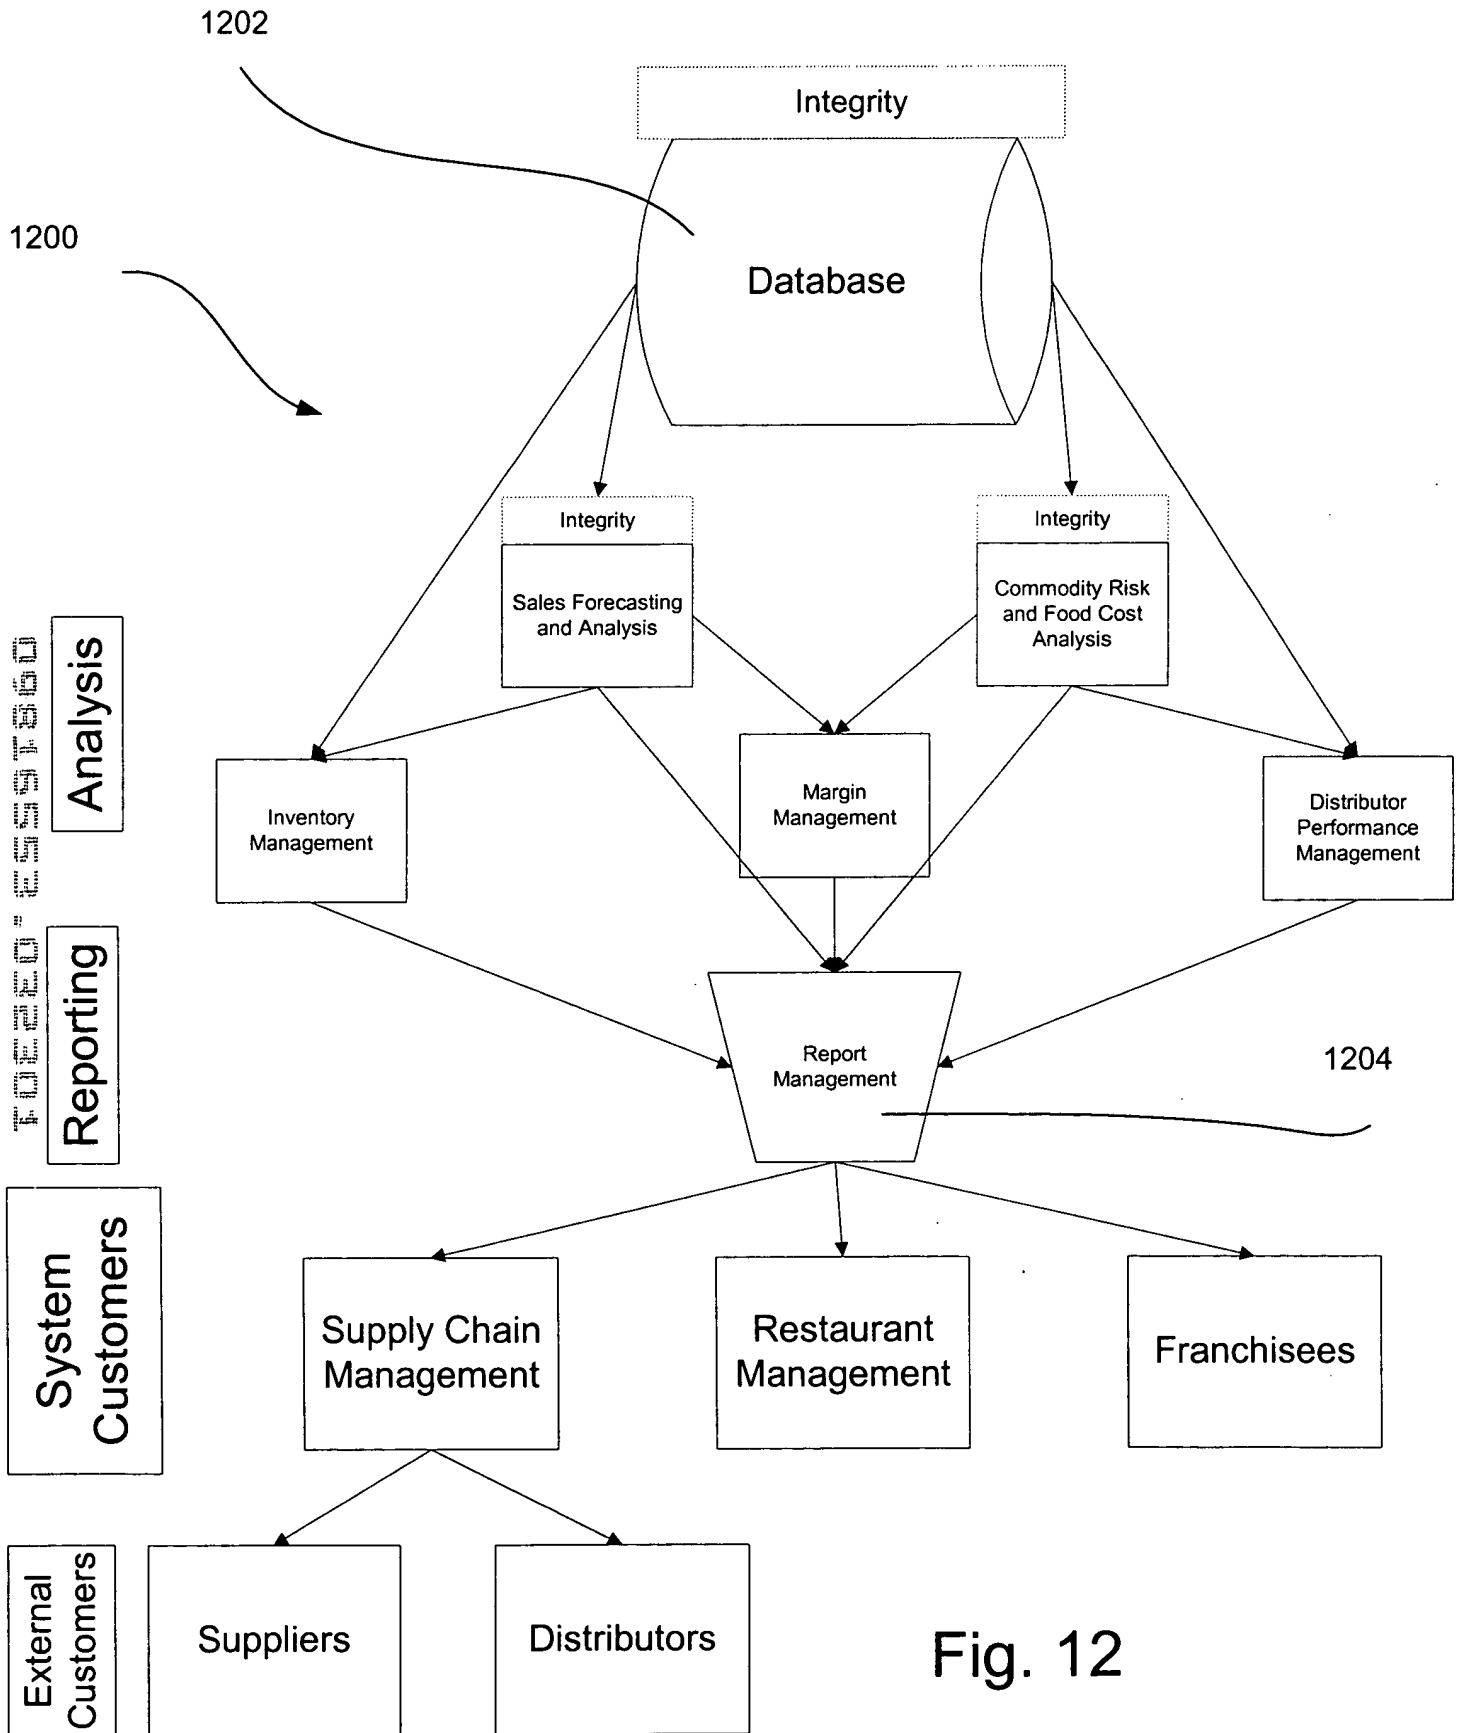 1202
Integrity
1200
Database
Integrity
Integrity
Sales Forecasting
and Analysis
Commodity Risk
and Food Cost
Analysis
Analysis
Inventory
Management
Margin
Management
Distributor
Performance
Management
Reporting
Report
Management
1204
System
Customers
Supply Chain
Management
Restaurant
Management
Franchisees
External
Customers
Suppliers
Distributors
Fig. 12